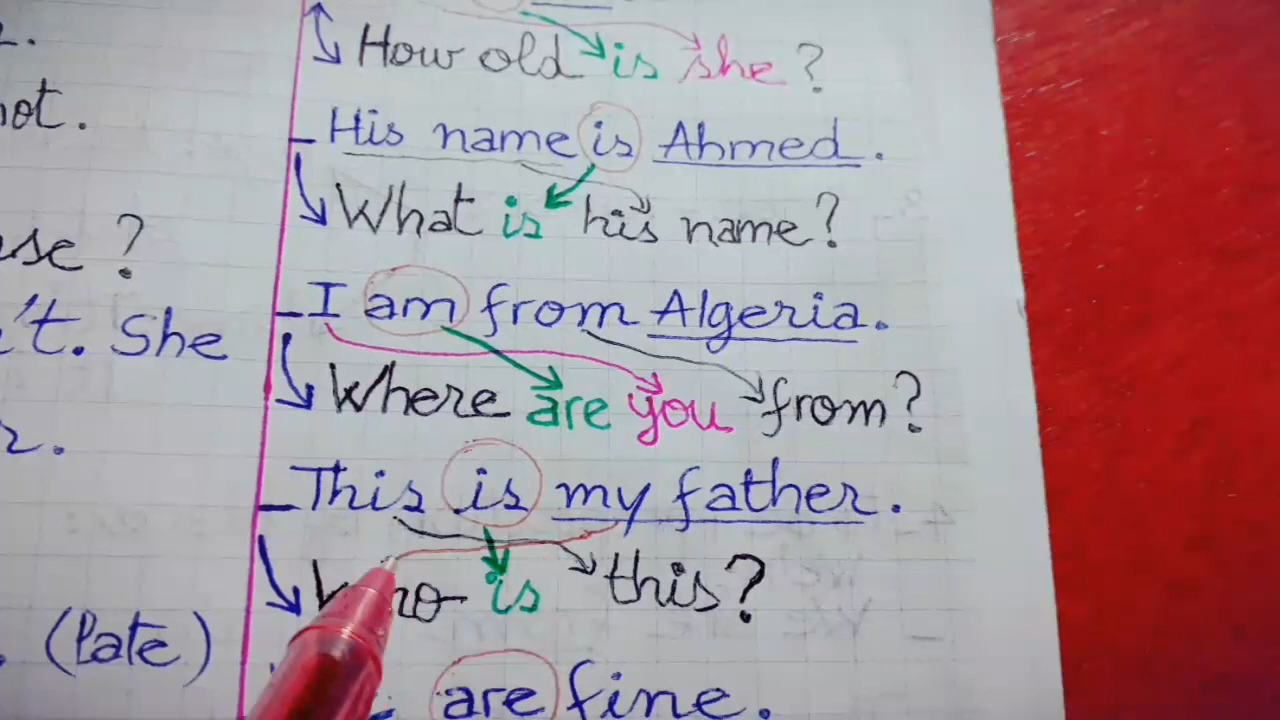 How old is she?
not.
_ His name is Ahmed.
What is his name?
_ I am from Algeria.
't. She
Where are you from?
_ This is my father.
is this?
(late)
are fine.